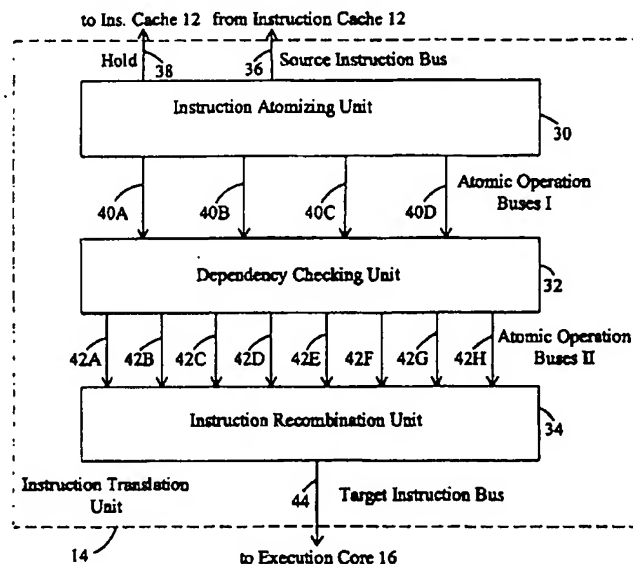 to Ins. Cache 12 from Instruction Cache 12
Hold 38 36 Source Instruction Bus
Instruction Atomizing Unit
30
40A 40B 40C 40D Atomic Operation
Buses I
Dependency Checking Unit
32
42A 42B 42C 42D 42E 42F 42G 42H Atomic Operation
Buses II
Instruction Recombination Unit
34
Instruction Translation
Unit
44 Target Instruction Bus
14
to Execution Core 16